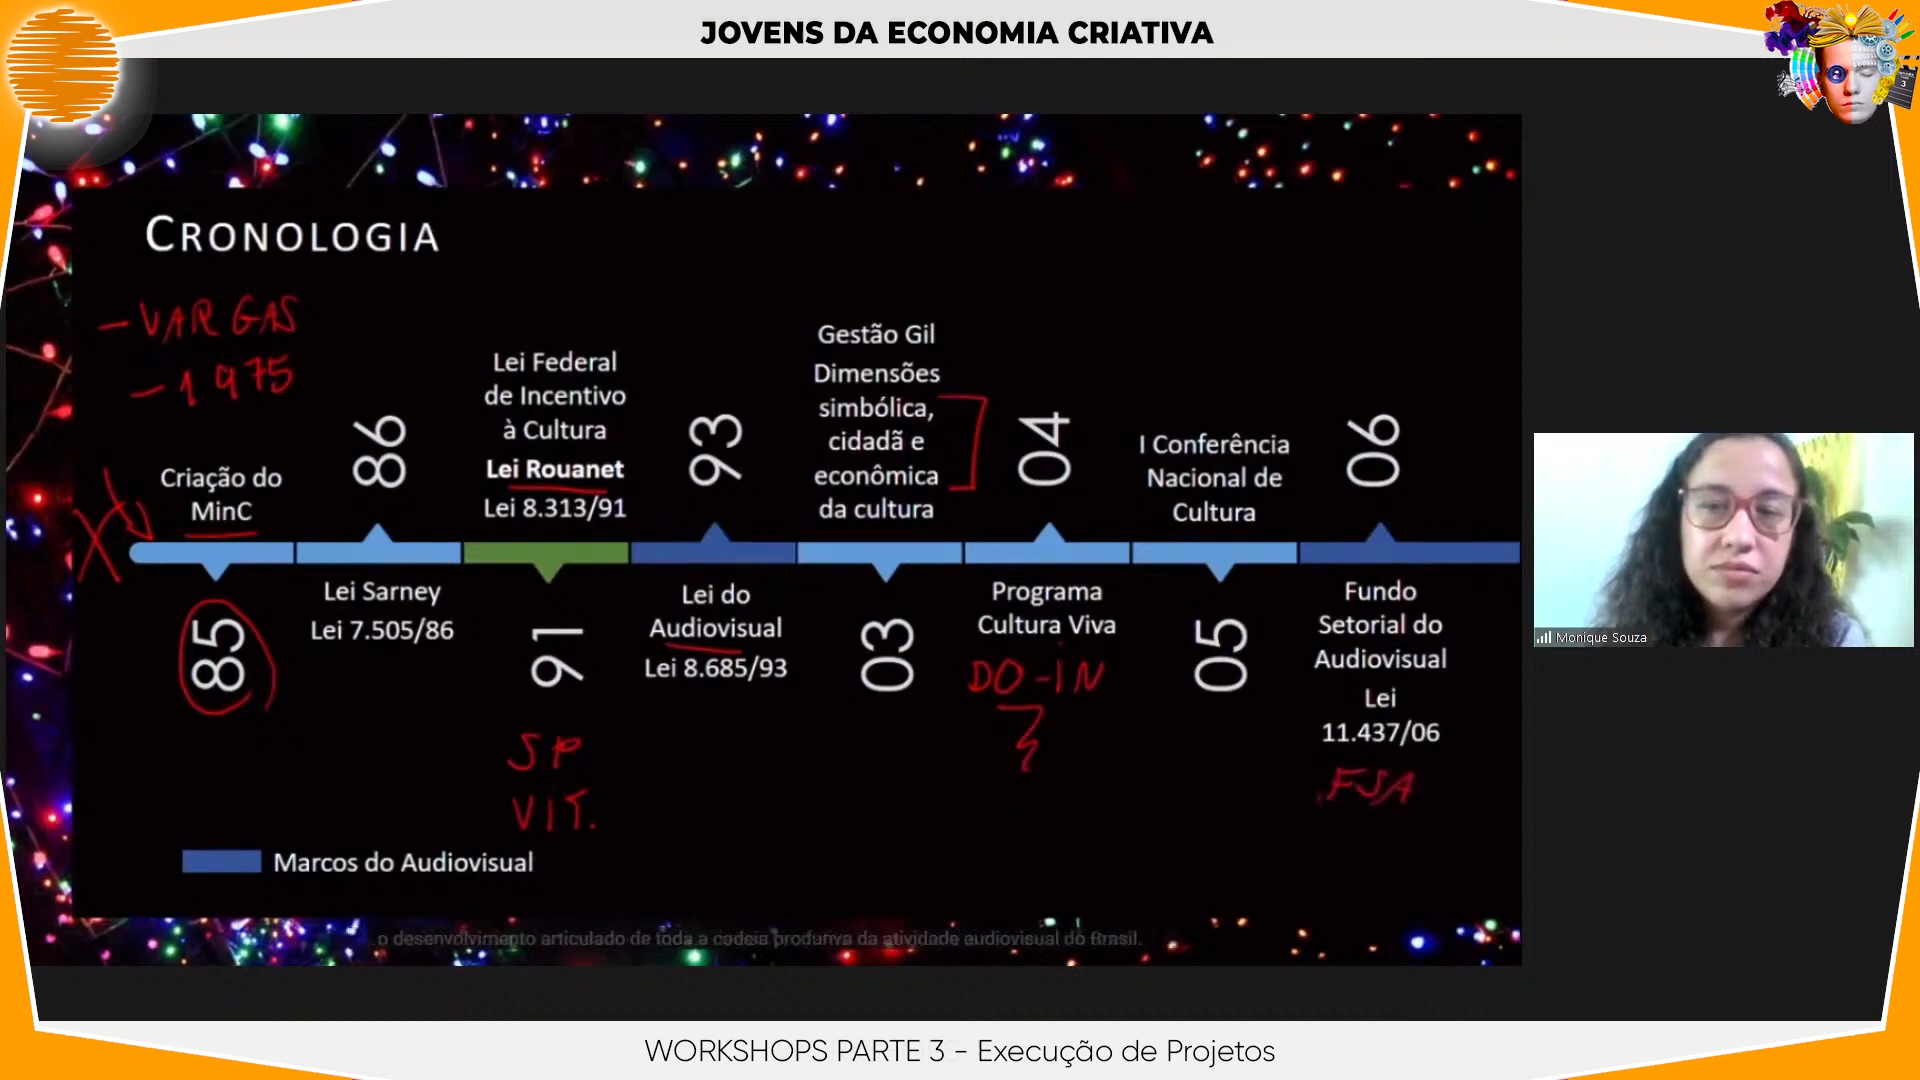 JOVENS DA ECONOMIA CRIATIVA
CRONOLOGIA
- VARGAS
- 1975
Criação do
MinC
85
86
Lei Sarney
Lei 7.505/86
Lei Federal
de Incentivo
à Cultura
Lei Rouanet
Lei 8.313/91
91
SP
VIT.
93
Lei do
Audiovisual
Lei 8.685/93
Gestão Gil
Dimensões
simbólica,
cidadã e
econômica
da cultura
03
04
Programa
Cultura Viva
DO-IN
I Conferência
Nacional de
Cultura
05
06
Fundo
Setorial do
Audiovisual
Lei
11.437/06
FSA
Marcos do Audiovisual
o desenvolvimento articulado de toda a cadeia produtiva da atividade audiovisual do Brasil.
Monique Souza
WORKSHOPS PARTE 3 - Execução de Projetos